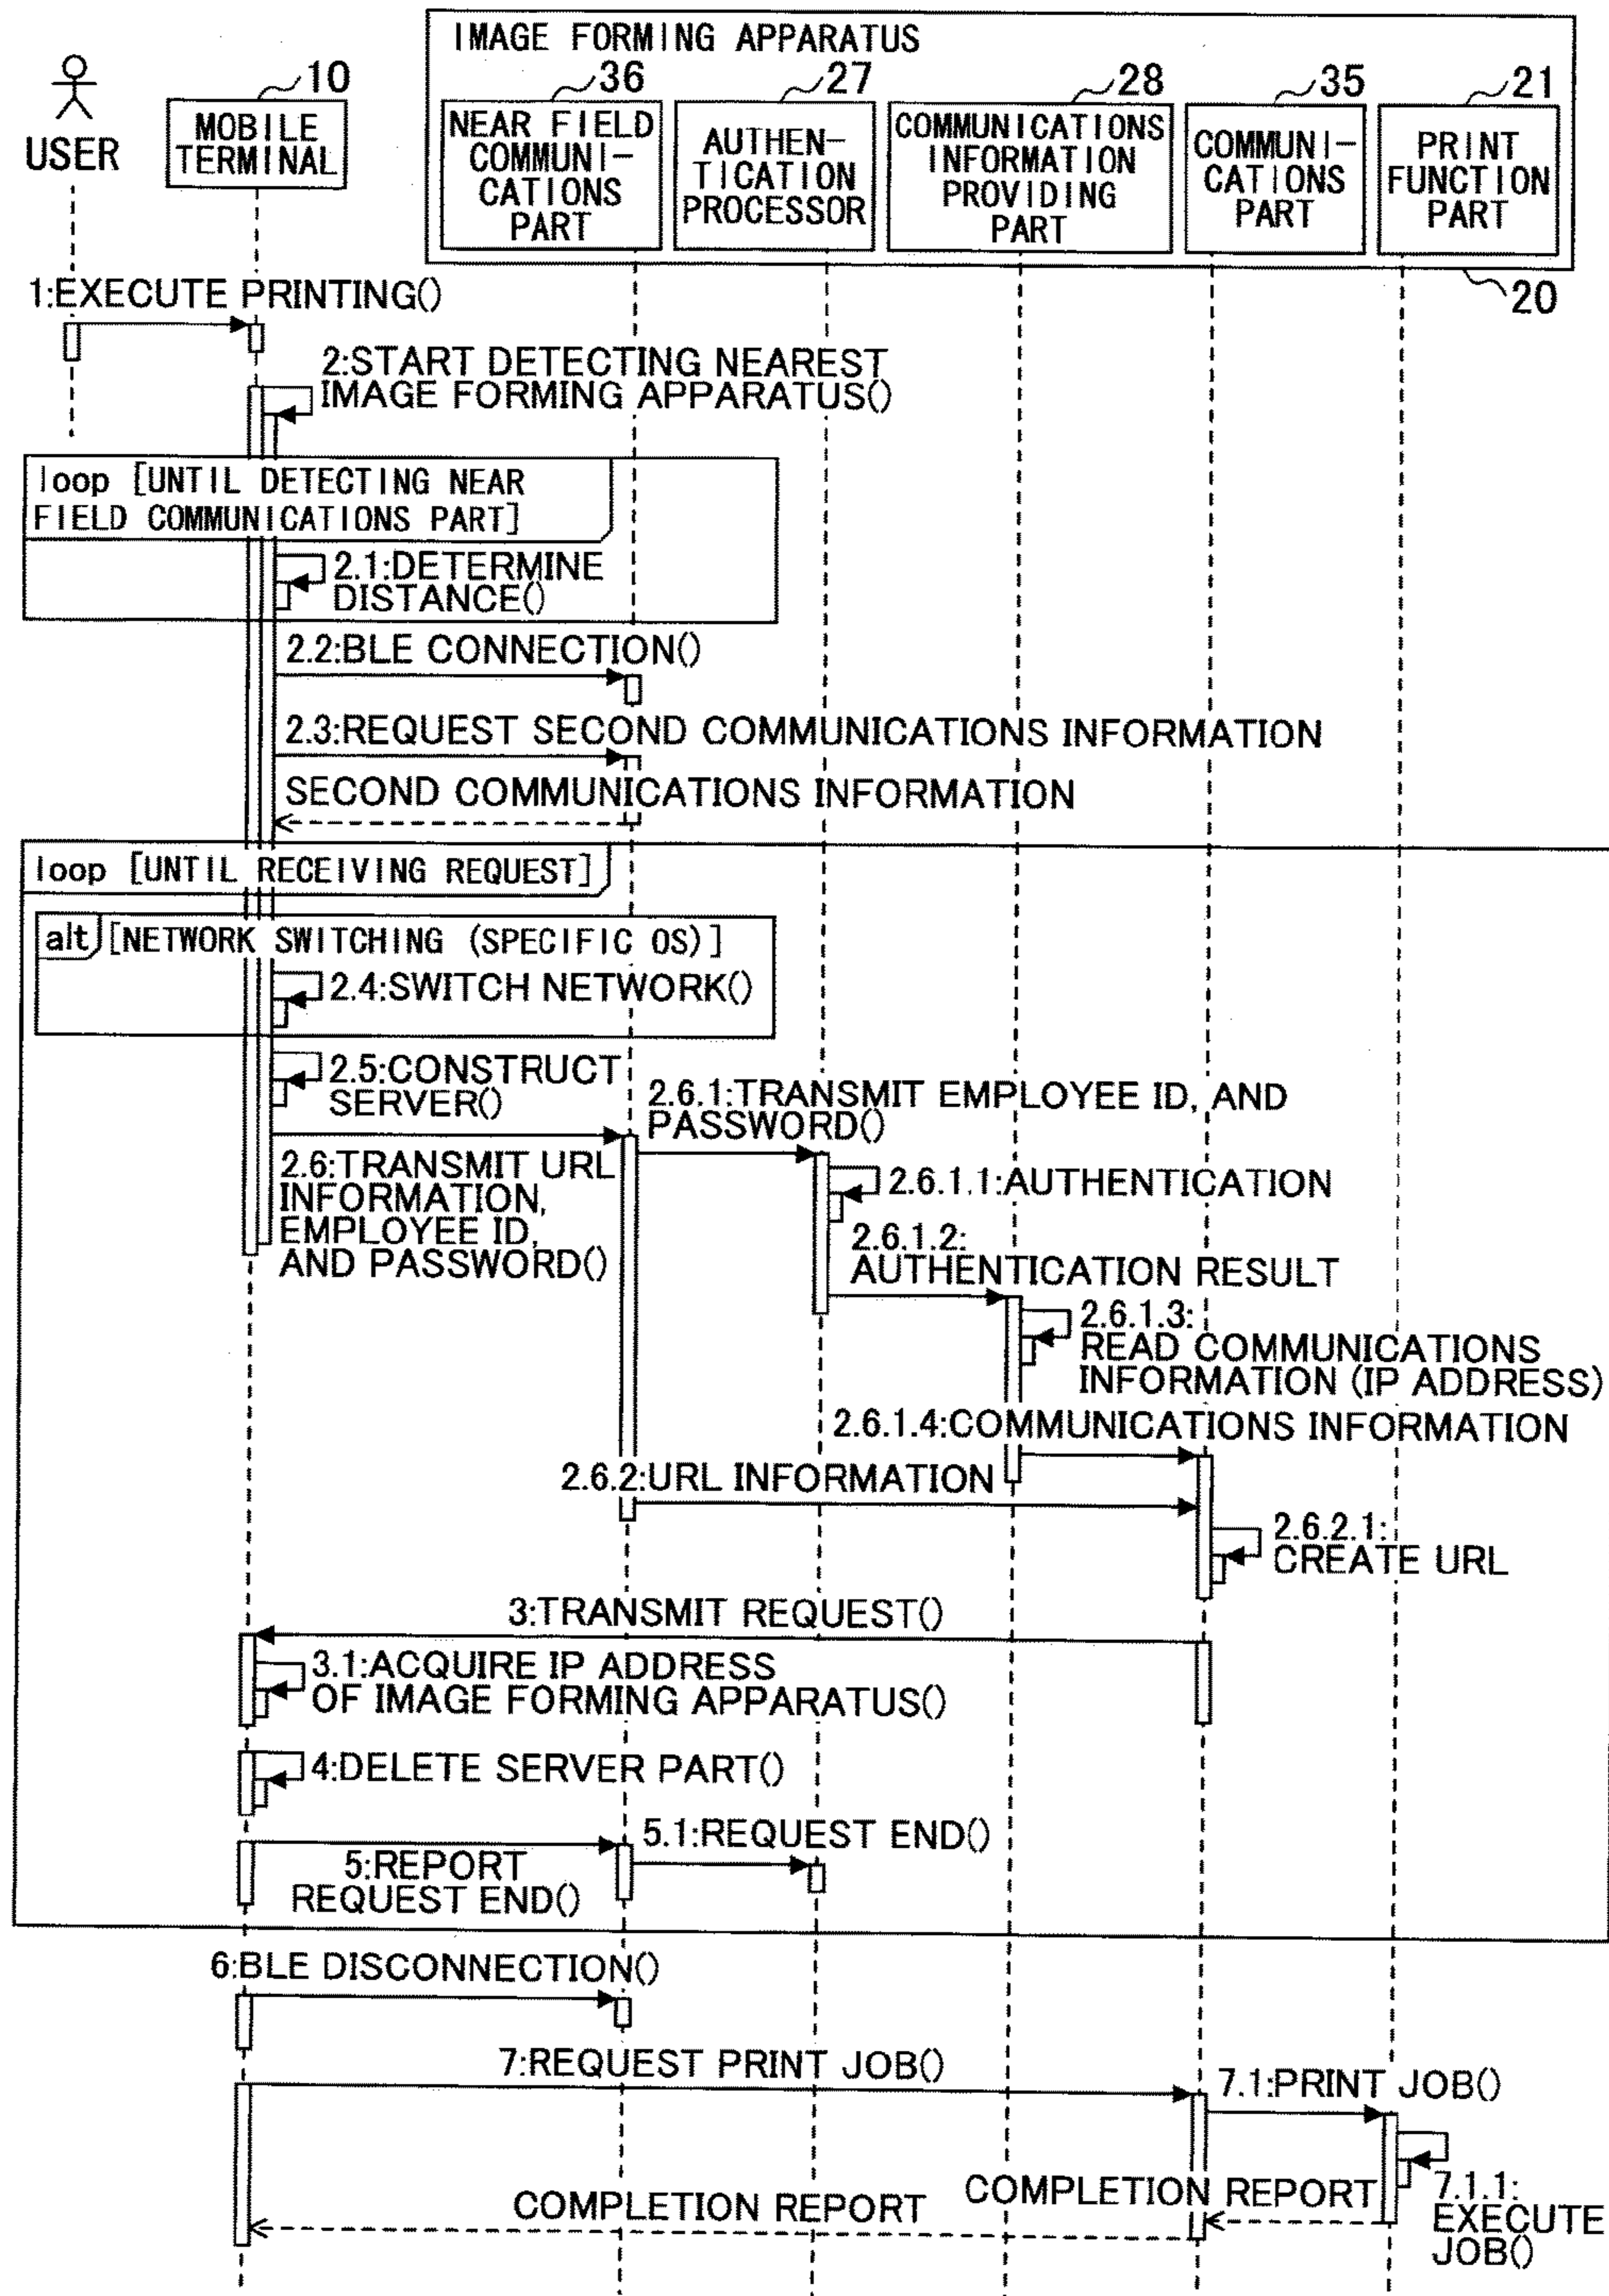 IMAGE FORMING APPARATUS
10
36
27
28
35
21
USER
MOBILE
TERMINAL
NEAR FIELD
COMMUNI-
CATIONS
PART
AUTHEN-
TICATION
PROCESSOR
COMMUNICATIONS
INFORMATION
PROVIDING
PART
COMMUNI-
CATIONS
PART
PRINT
FUNCTION
PART
20
1:EXECUTE PRINTING()
2:START DETECTING NEAREST
IMAGE FORMING APPARATUS()
loop [UNTIL DETECTING NEAR
FIELD COMMUNICATIONS PART]
2.1:DETERMINE
DISTANCE()
2.2:BLE CONNECTION()
2.3:REQUEST SECOND COMMUNICATIONS INFORMATION
SECOND COMMUNICATIONS INFORMATION
loop [UNTIL RECEIVING REQUEST]
alt [NETWORK SWITCHING (SPECIFIC OS)]
2.4:SWITCH NETWORK()
2.5:CONSTRUCT
SERVER()
2.6.1:TRANSMIT EMPLOYEE ID, AND
PASSWORD()
2.6:TRANSMIT URL
INFORMATION,
EMPLOYEE ID,
AND PASSWORD()
2.6.1.1:AUTHENTICATION
2.6.1.2:
AUTHENTICATION RESULT
2.6.1.3:
READ COMMUNICATIONS
INFORMATION (IP ADDRESS)
2.6.1.4:COMMUNICATIONS INFORMATION
2.6.2:URL INFORMATION
2.6.2.1:
CREATE URL
3:TRANSMIT REQUEST()
3.1:ACQUIRE IP ADDRESS
OF IMAGE FORMING APPARATUS()
4:DELETE SERVER PART()
5.1:REQUEST END()
5:REPORT
REQUEST END()
6:BLE DISCONNECTION()
7:REQUEST PRINT JOB()
7.1:PRINT JOB()
7.1.1:
EXECUTE
JOB()
COMPLETION REPORT
COMPLETION REPORT